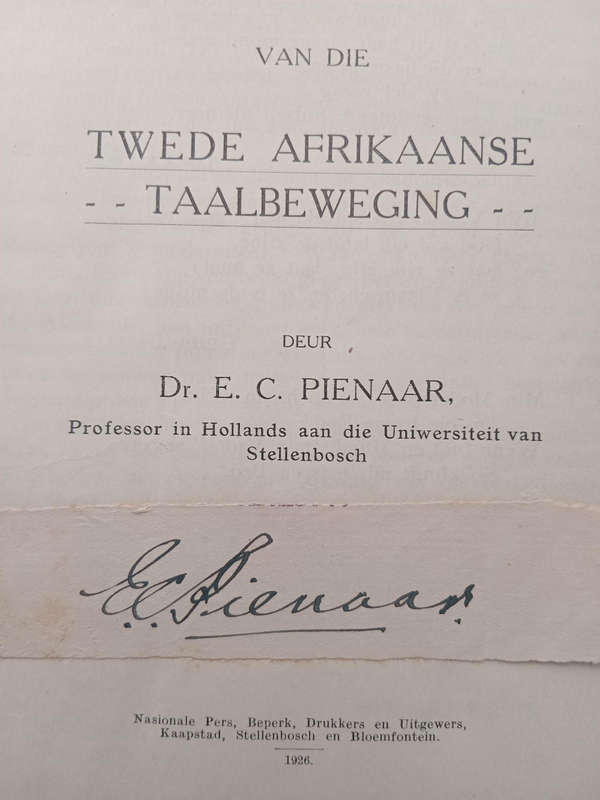 VAN DIE
TWEDE AFRIKAANSE
- - TAALBEWEGING - -
DEUR
Dr. E. C. PIENAAR,
Professor in Hollands aan die Uniwersiteit van
Stellenbosch
E.C. Pienaar.
Nasionale Pers, Beperk, Drukkers en Uitgewers,
Kaapstad, Stellenbosch en Bloemfontein.
1926.